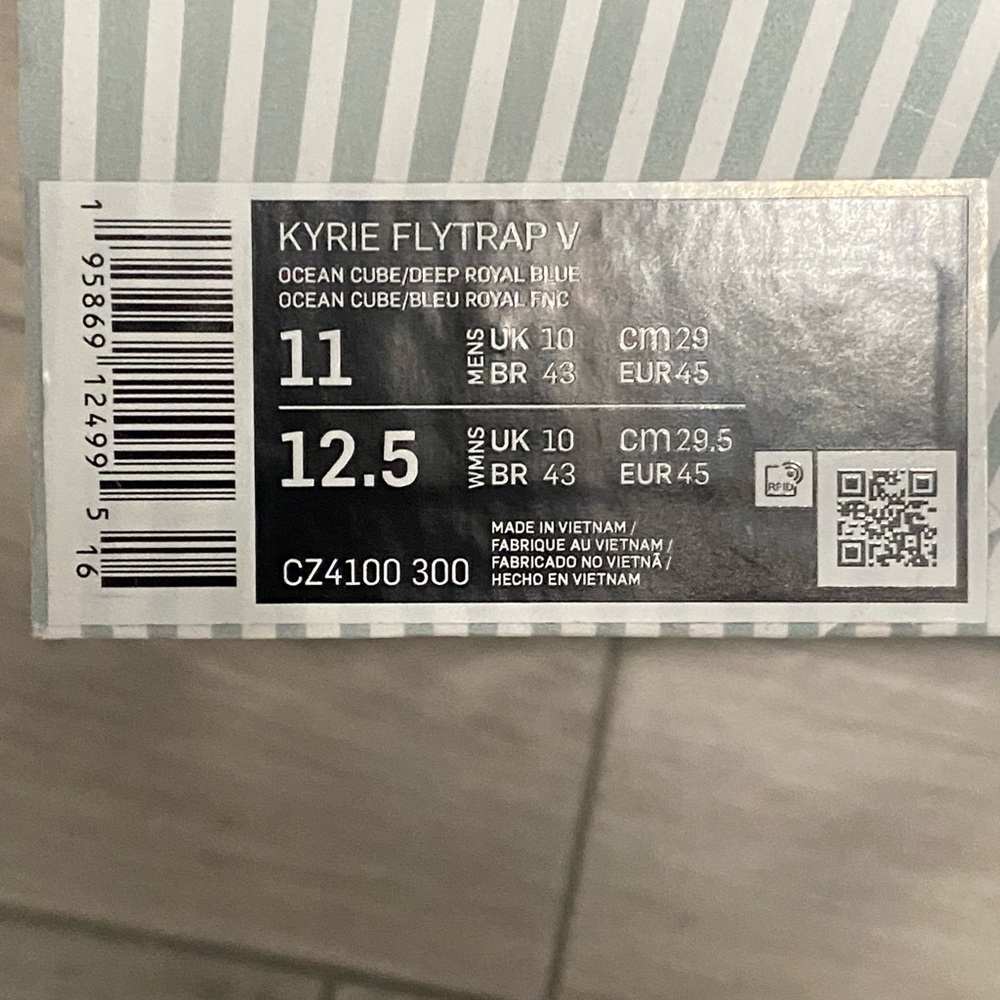 KYRIE FLYTRAP V
OCEAN CUBE/DEEP ROYAL BLUE
OCEAN CUBE/BLEU ROYAL FNC
11 MENS UK 10 cm 29
BR 43 EUR 45
12.5 WMNS UK 10 cm 29.5
BR 43 EUR 45
RFID
MADE IN VIETNAM /
FABRIQUE AU VIETNAM /
FABRICADO NO VIETNÃ /
HECHO EN VIETNAM
CZ4100 300
1 95869 12499 5 16